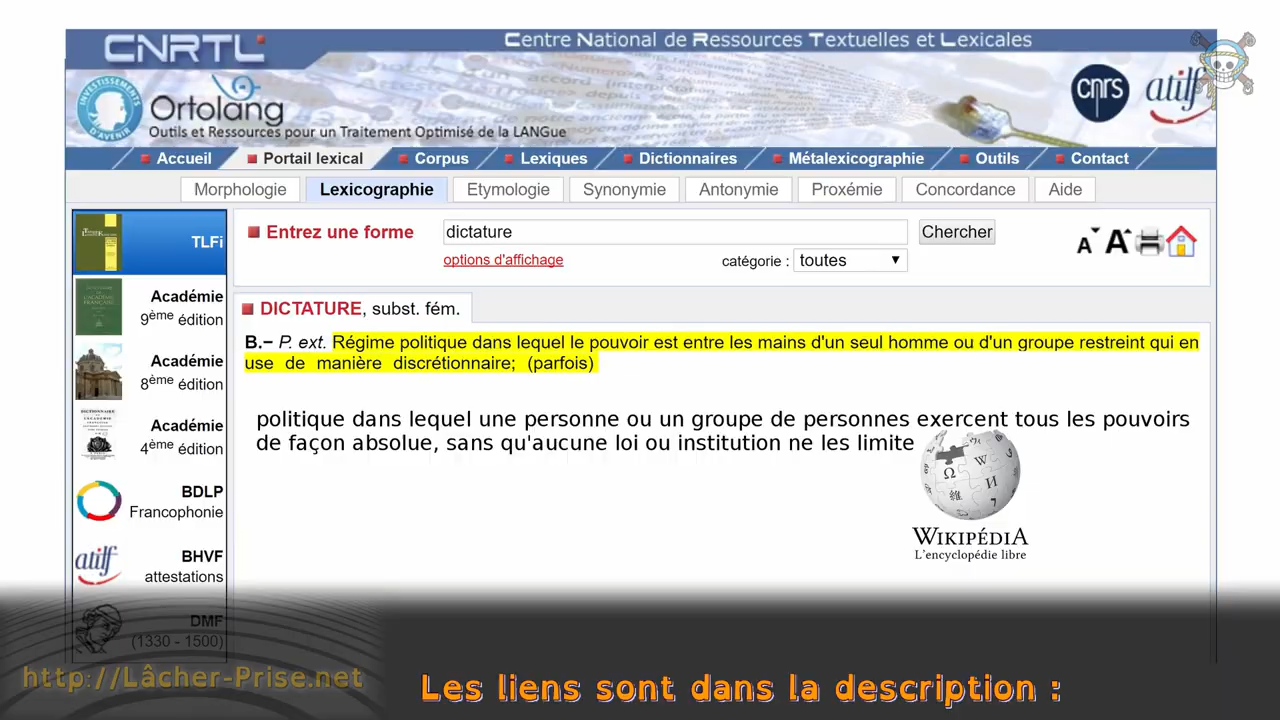 CNRTL
Centre National de Ressources Textuelles et Lexicales
INVESTISSEMENTS D'AVENIR
Ortolang
Outils et Ressources pour un Traitement Optimisé de la LANGue
cnrs
atilf
Accueil
Portail lexical
Corpus
Lexiques
Dictionnaires
Métalexicographie
Outils
Contact
Morphologie
Lexicographie
Etymologie
Synonymie
Antonymie
Proxémie
Concordance
Aide
TLFi
Entrez une forme
dictature
Chercher
options d'affichage
catégorie :
toutes
A
A
Académie
9ème édition
DICTATURE, subst. fém.
B.− P. ext. Régime politique dans lequel le pouvoir est entre les mains d'un seul homme ou d'un groupe restreint qui en
use de manière discrétionnaire; (parfois)
Académie
8ème édition
politique dans lequel une personne ou un groupe de personnes exercent tous les pouvoirs
de façon absolue, sans qu'aucune loi ou institution ne les limite
Académie
4ème édition
Ω W И
BDLP
Francophonie
WIKIPÉDIA
L'encyclopédie libre
atilf
BHVF
attestations
DMF
(1330 - 1500)
http://Lâcher-Prise.net
Les liens sont dans la description :